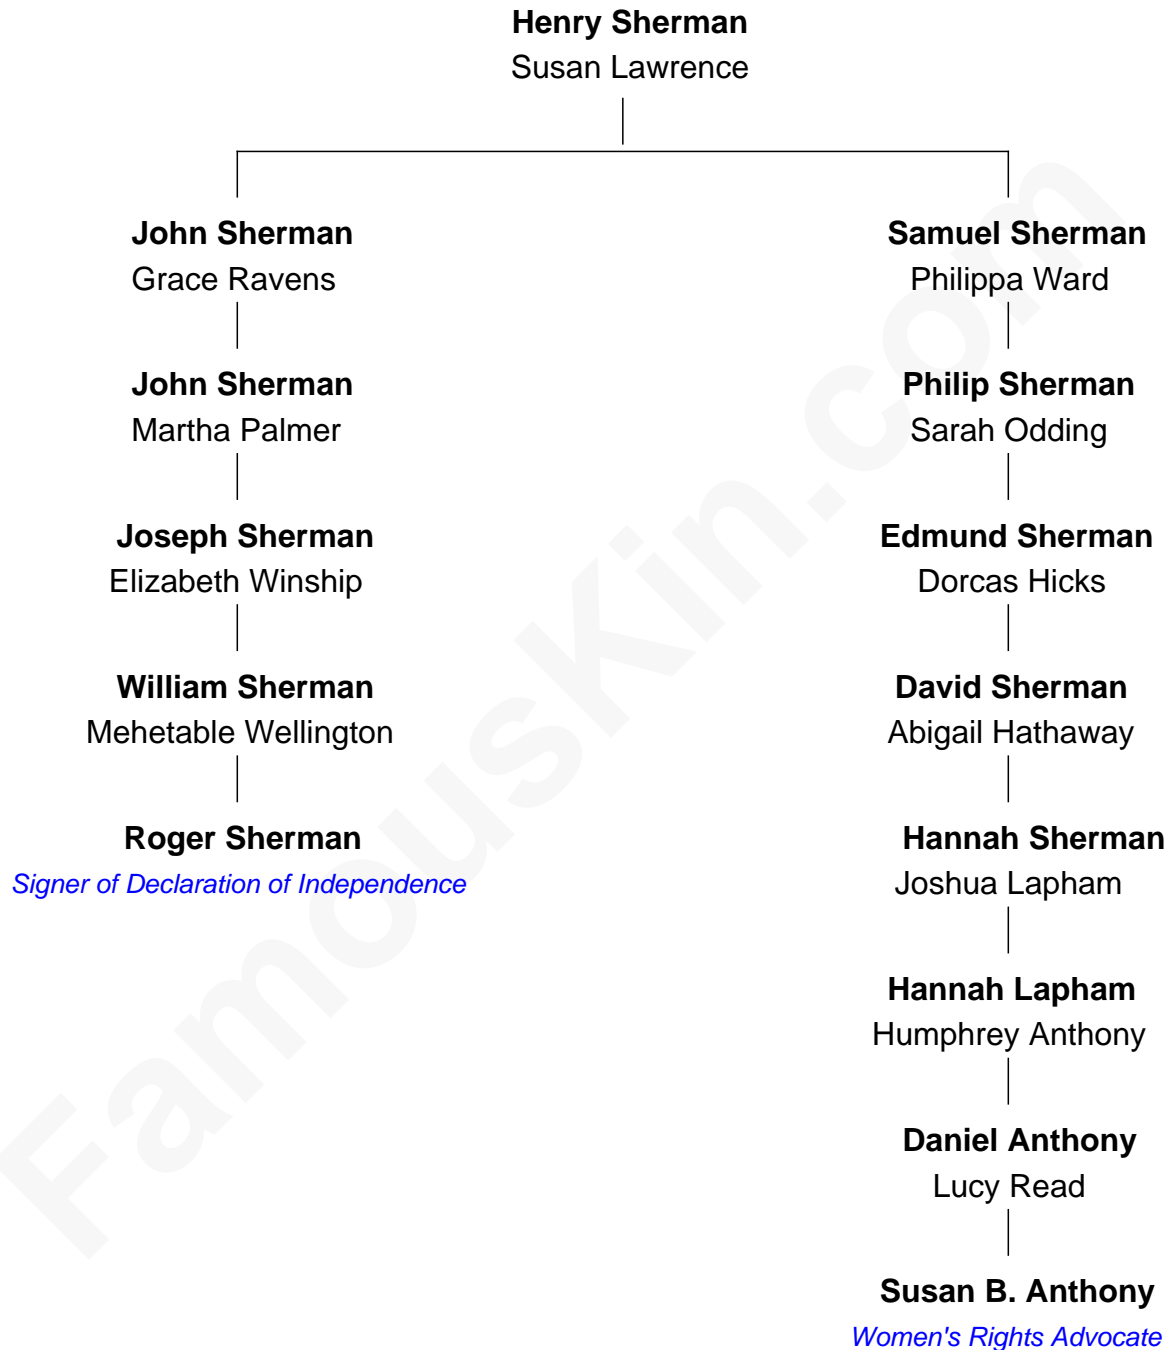 Henry Sherman
Susan Lawrence
John Sherman
Grace Ravens
John Sherman
Martha Palmer
Joseph Sherman
Elizabeth Winship
William Sherman
Mehetable Wellington
Roger Sherman
Signer of Declaration of Independence
Samuel Sherman
Philippa Ward
Philip Sherman
Sarah Odding
Edmund Sherman
Dorcas Hicks
David Sherman
Abigail Hathaway
Hannah Sherman
Joshua Lapham
Hannah Lapham
Humphrey Anthony
Daniel Anthony
Lucy Read
Susan B. Anthony
Women's Rights Advocate
FamousKin.com